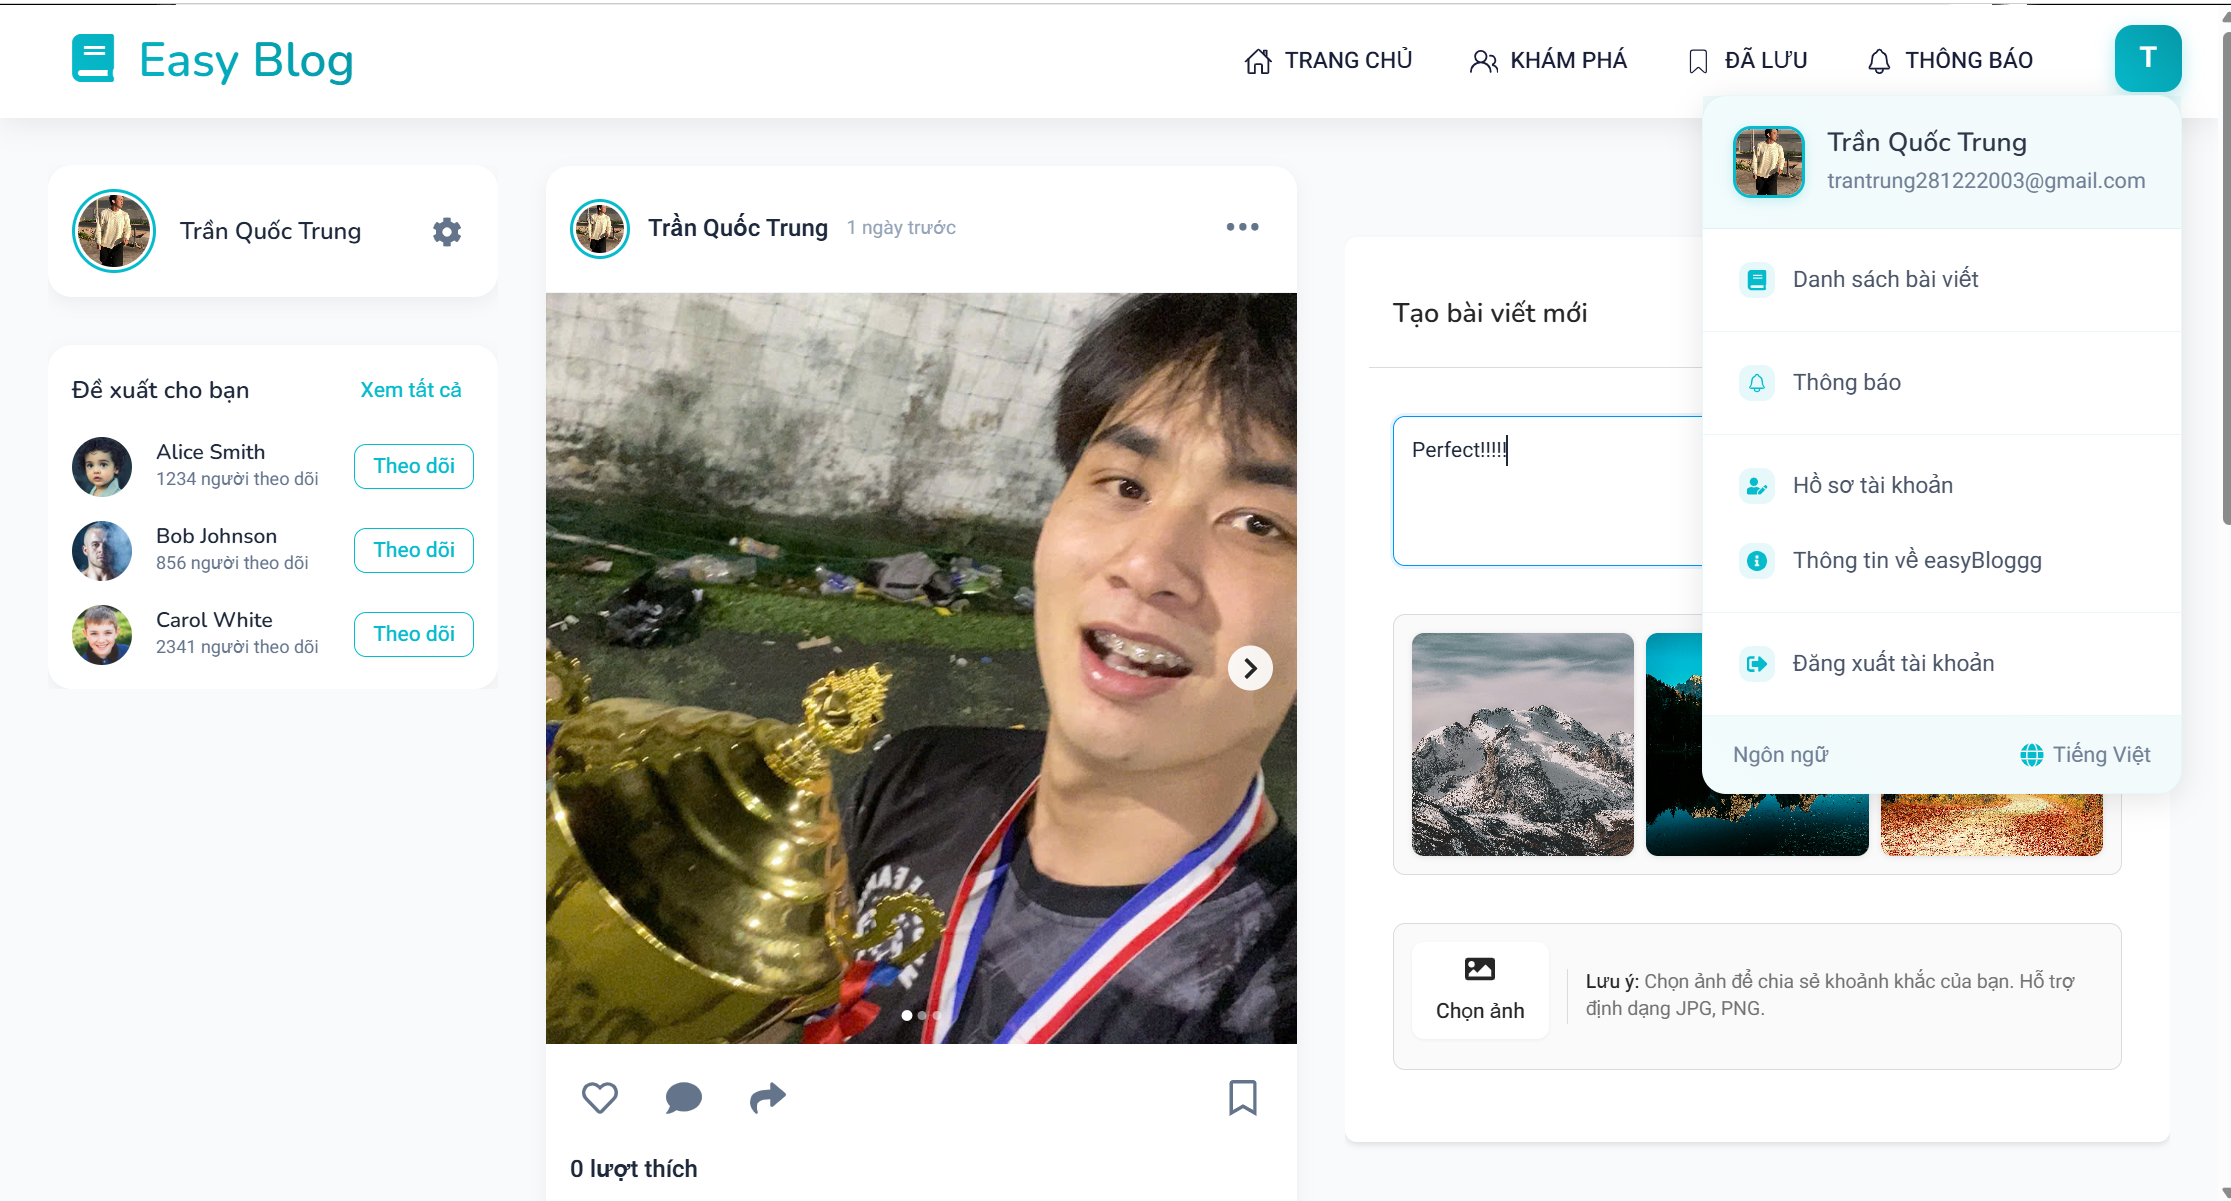 Easy Blog
TRANG CHỦ
KHÁM PHÁ
ĐÃ LƯU
THÔNG BÁO
T
Trần Quốc Trung
Đề xuất cho bạn
Xem tất cả
Alice Smith
1234 người theo dõi
Theo dõi
Bob Johnson
856 người theo dõi
Theo dõi
Carol White
2341 người theo dõi
Theo dõi
Trần Quốc Trung
1 ngày trước
0 lượt thích
Tạo bài viết mới
Perfect!!!!!
Chọn ảnh
Lưu ý: Chọn ảnh để chia sẻ khoảnh khắc của bạn. Hỗ trợ
định dạng JPG, PNG.
Trần Quốc Trung
trantrung281222003@gmail.com
Danh sách bài viết
Thông báo
Hồ sơ tài khoản
Thông tin về easyBloggg
Đăng xuất tài khoản
Ngôn ngữ
Tiếng Việt